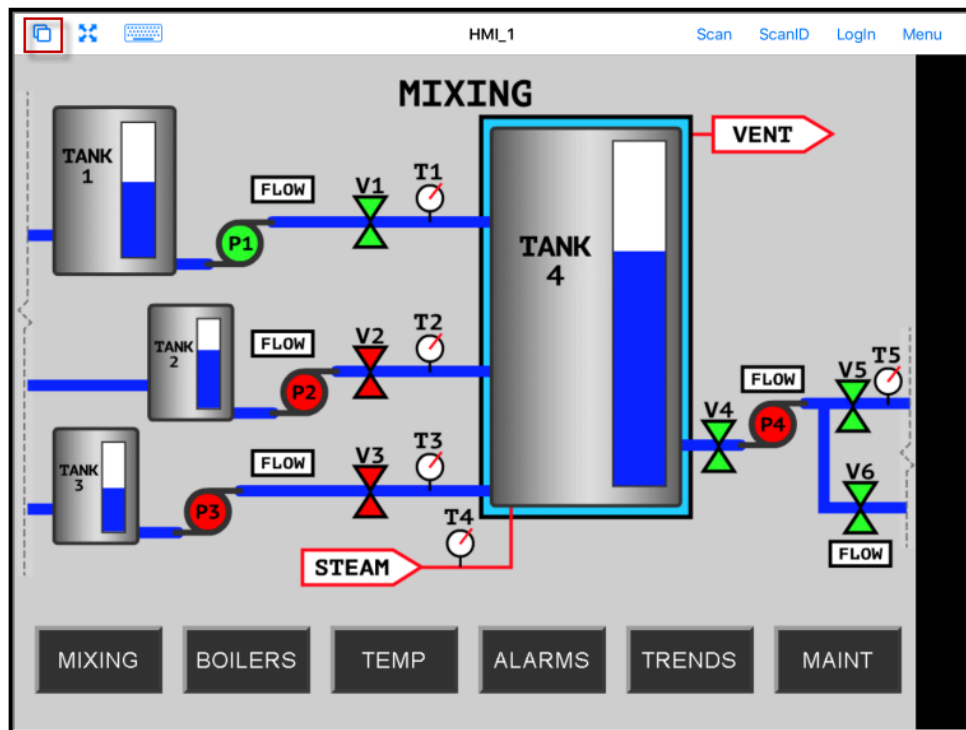 HMI_1
Scan
ScanID
LogIn
Menu
MIXING
TANK
1
FLOW
V1
T1
P1
VENT
TANK
4
TANK
2
FLOW
V2
T2
P2
TANK
3
FLOW
V3
T3
P3
V4
FLOW
P4
V5
T5
V6
FLOW
T4
STEAM
MIXING
BOILERS
TEMP
ALARMS
TRENDS
MAINT